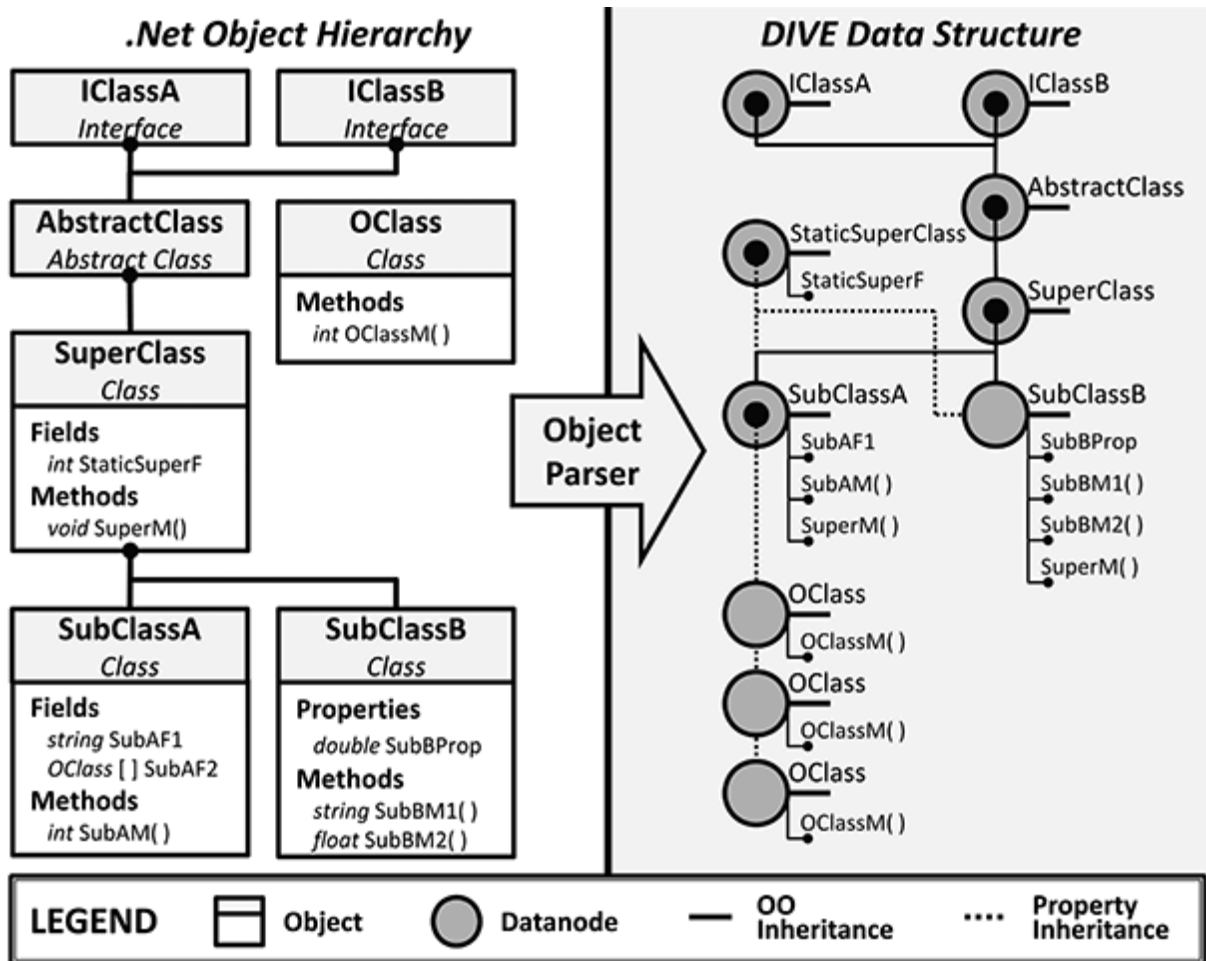 .Net Object Hierarchy
IClassA
Interface
IClassB
Interface
AbstractClass
Abstract Class
OClass
Class
Methods
int OClassM( )
SuperClass
Class
Fields
int StaticSuperF
Methods
void SuperM()
SubClassA
Class
Fields
string SubAF1
OClass [ ] SubAF2
Methods
int SubAM( )
SubClassB
Class
Properties
double SubBProp
Methods
string SubBM1( )
float SubBM2( )
Object
Parser
DIVE Data Structure
IClassA
IClassB
AbstractClass
StaticSuperClass
StaticSuperF
SuperClass
SubClassA
SubAF1
SubAM( )
SuperM( )
SubClassB
SubBProp
SubBM1( )
SubBM2( )
SuperM( )
OClass
OClassM( )
OClass
OClassM( )
OClass
OClassM( )
LEGEND
Object
Datanode
OO
Inheritance
Property
Inheritance